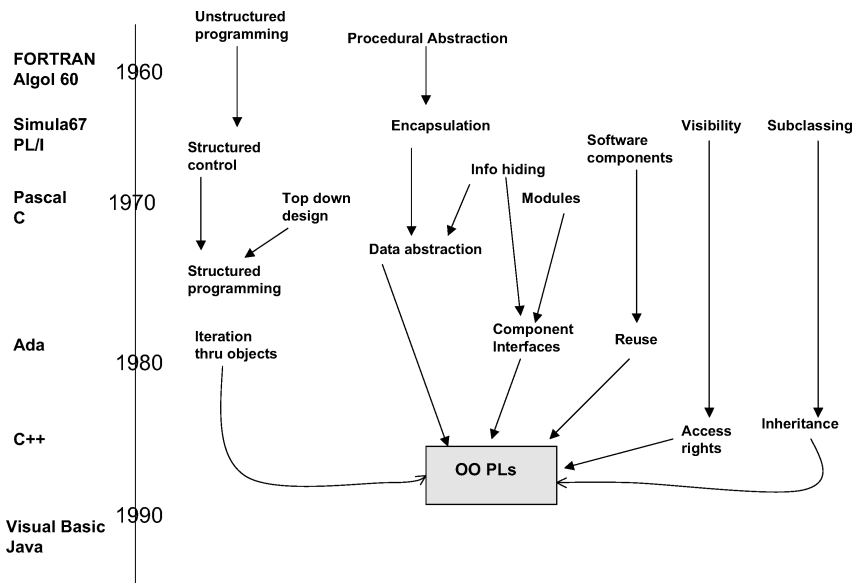 Unstructured
programming
Procedural Abstraction
FORTRAN
Algol 60
1960
Simula67
PL/I
Encapsulation
Visibility
Subclassing
Structured
control
Software
components
Info hiding
Pascal
C
1970
Top down
design
Modules
Data abstraction
Structured
programming
Ada
Iteration
thru objects
1980
Component
Interfaces
Reuse
C++
Access
rights
Inheritance
OO PLs
1990
Visual Basic
Java